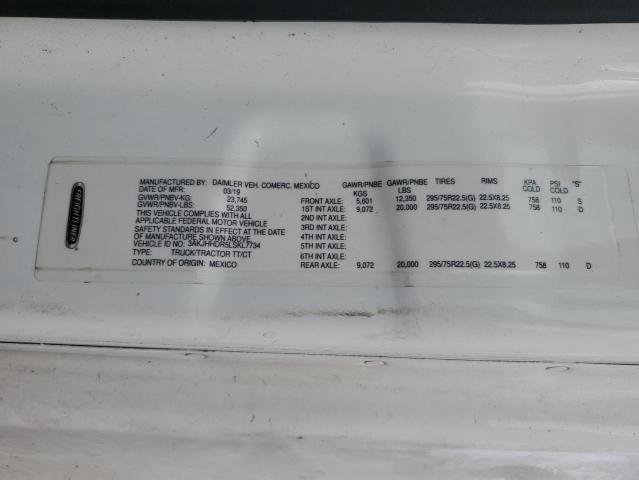 FREIGHTLINER
MANUFACTURED BY: DAIMLER VEH. COMERC. MEXICO
DATE OF MFR: 03/19
GVWR/PNBV-KG: 23,745
GVWR/PNBV-LBS: 52,350
THIS VEHICLE COMPLIES WITH ALL
APPLICABLE FEDERAL MOTOR VEHICLE
SAFETY STANDARDS IN EFFECT AT THE
DATE OF MANUFACTURE SHOWN ABOVE.
VEHICLE ID NO.: 3AKJHHDR5LSKL7734
TYPE: TRUCK/TRACTOR TT/CT
COUNTRY OF ORIGIN: MEXICO
GAWR/PNBE GAWR/PNBE TIRES RIMS KPA PSI "S"
KGS LBS COLD COLD
FRONT AXLE: 5,601 12,350 295/75R22.5(G) 22.5X8.25 758 110 S
1ST INT AXLE: 9,072 20,000 295/75R22.5(G) 22.5X8.25 758 110 D
2ND INT AXLE:
3RD INT AXLE:
4TH INT AXLE:
5TH INT AXLE:
6TH INT AXLE:
REAR AXLE: 9,072 20,000 295/75R22.5(G) 22.5X8.25 758 110 D